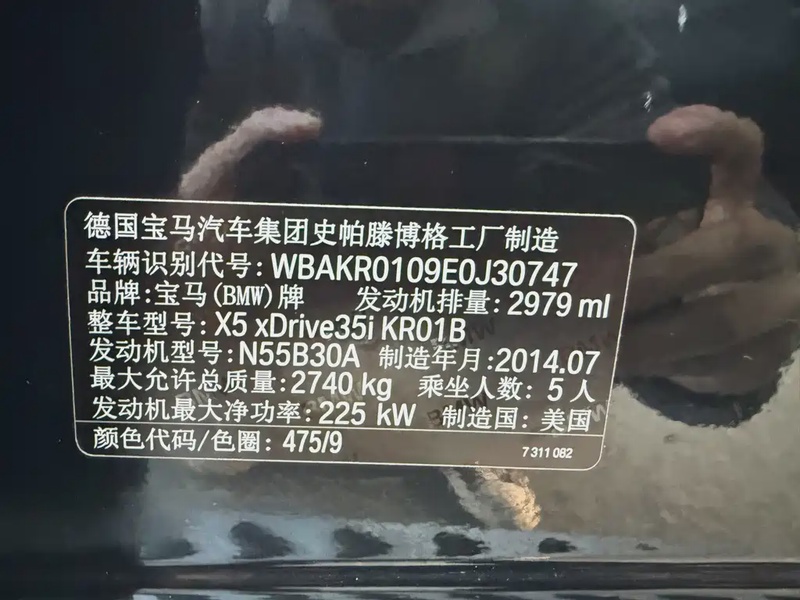 德国宝马汽车集团史帕滕博格工厂制造
车辆识别代号: WBAKR0109E0J30747
品牌: 宝马(BMW)牌 发动机排量: 2979 ml
整车型号: X5 xDrive35i KR01B
发动机型号: N55B30A 制造年月: 2014.07
最大允许总质量: 2740 kg 乘坐人数: 5 人
发动机最大净功率: 225 kW 制造国: 美国
颜色代码/色圈: 475/9
7 311 082